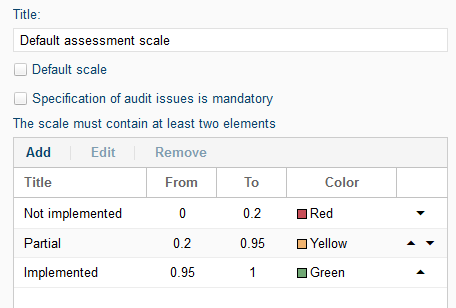 Title:
Default assessment scale
Default scale
Specification of audit issues is mandatory
The scale must contain at least two elements
Add Edit Remove
Title From To Color
Not implemented 0 0.2 Red
Partial 0.2 0.95 Yellow
Implemented 0.95 1 Green